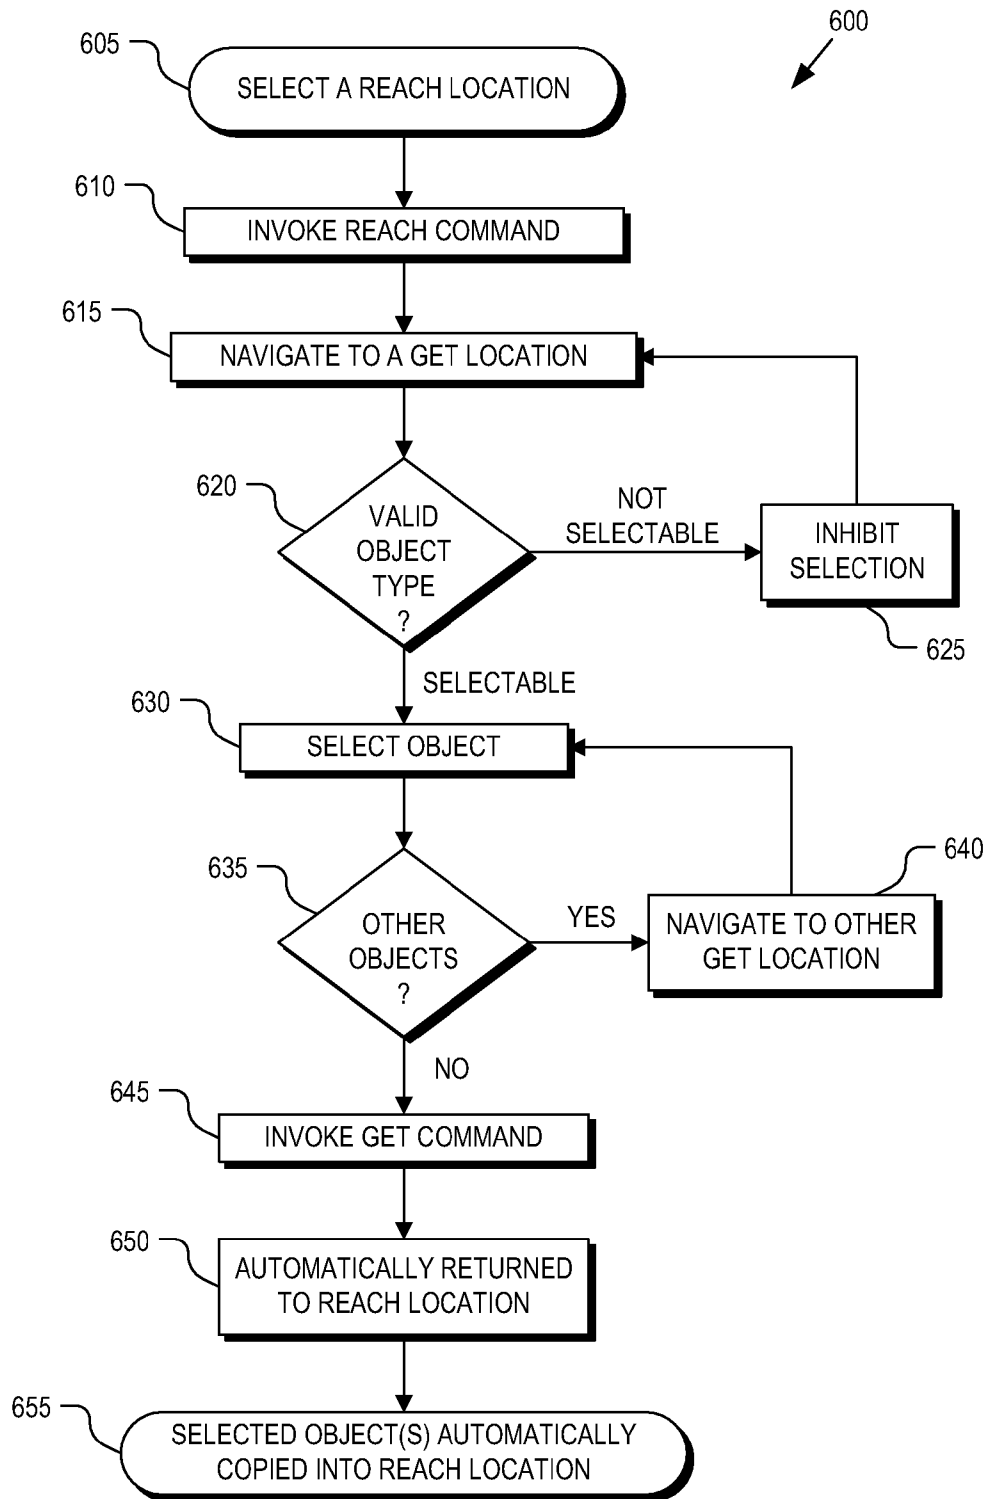 600
605
SELECT A REACH LOCATION
610
INVOKE REACH COMMAND
615
NAVIGATE TO A GET LOCATION
620
VALID
OBJECT
TYPE
?
NOT
SELECTABLE
INHIBIT
SELECTION
625
SELECTABLE
630
SELECT OBJECT
635
OTHER
OBJECTS
?
YES
640
NAVIGATE TO OTHER
GET LOCATION
NO
645
INVOKE GET COMMAND
650
AUTOMATICALLY RETURNED
TO REACH LOCATION
655
SELECTED OBJECT(S) AUTOMATICALLY
COPIED INTO REACH LOCATION